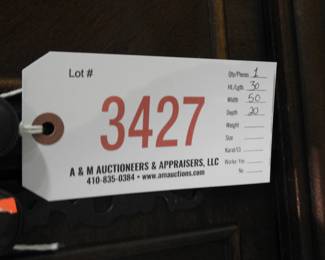 Lot #
3427
A & M AUCTIONEERS & APPRAISERS, LLC
410-835-0384 • www.amauctions.com
Qty/Pieces 1
Ht./Lgth. 30
Width 50
Depth 20
Weight
Size
Karat/CS
Works: Yes
No